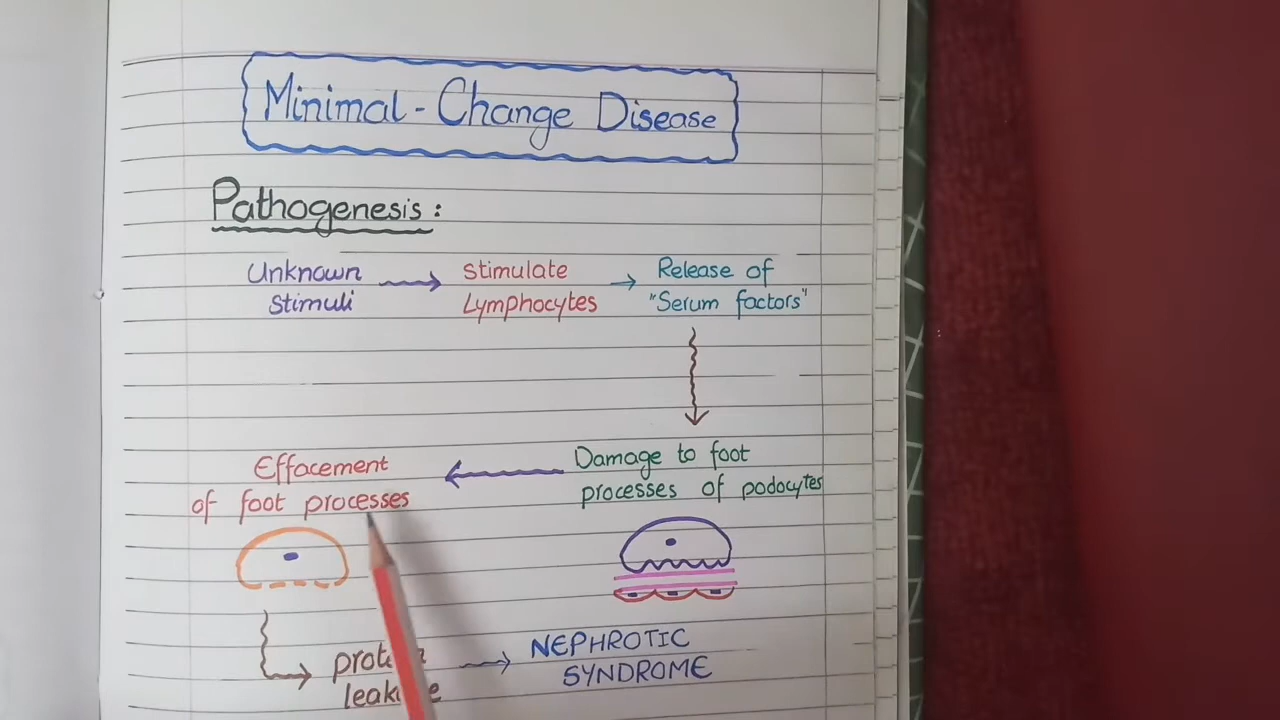 Minimal-Change Disease
Pathogenesis:
Unknown
Stimuli
Stimulate
Lymphocytes
Release of
"Serum factors"
Damage to foot
processes of podocytes
Effacement
of foot processes
NEPHROTIC
SYNDROME